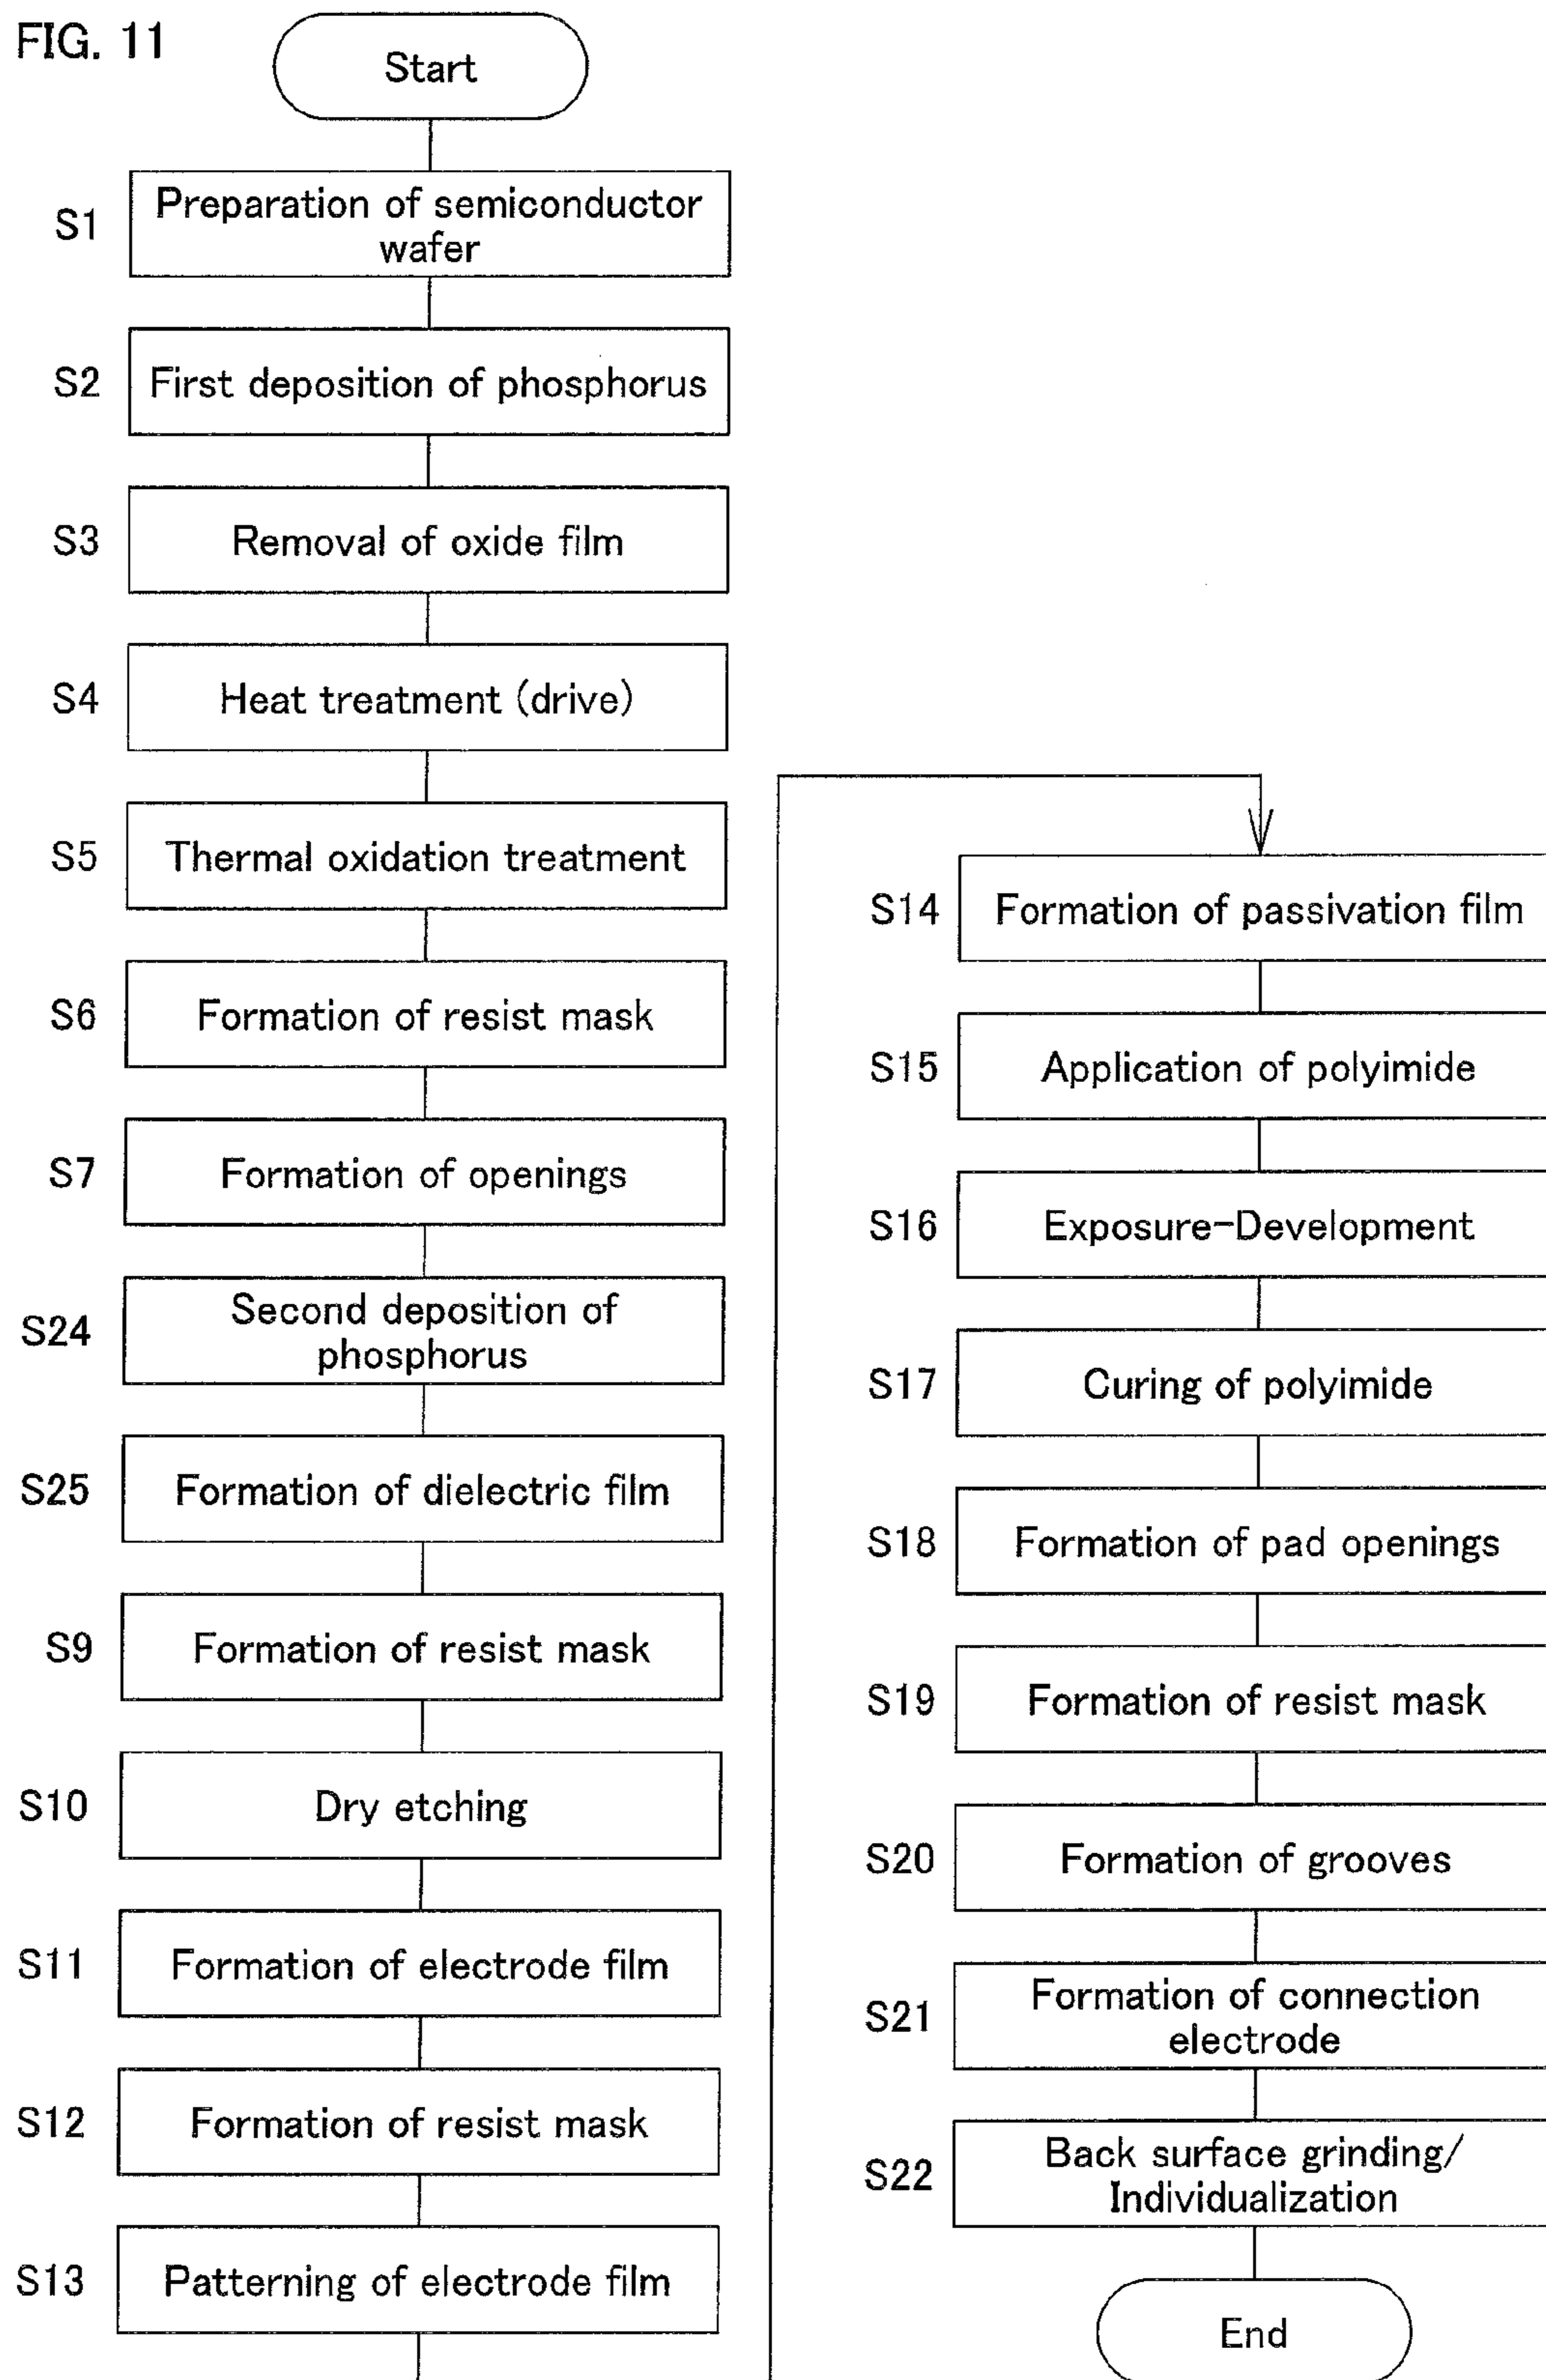 FIG. 11
Start
S1
Preparation of semiconductor
wafer
S2
First deposition of phosphorus
S3
Removal of oxide film
S4
Heat treatment (drive)
S5
Thermal oxidation treatment
S6
Formation of resist mask
S7
Formation of openings
S24
Second deposition of
phosphorus
S25
Formation of dielectric film
S9
Formation of resist mask
S10
Dry etching
S11
Formation of electrode film
S12
Formation of resist mask
S13
Patterning of electrode film
S14
Formation of passivation film
S15
Application of polyimide
S16
Exposure-Development
S17
Curing of polyimide
S18
Formation of pad openings
S19
Formation of resist mask
S20
Formation of grooves
S21
Formation of connection
electrode
S22
Back surface grinding/
Individualization
End